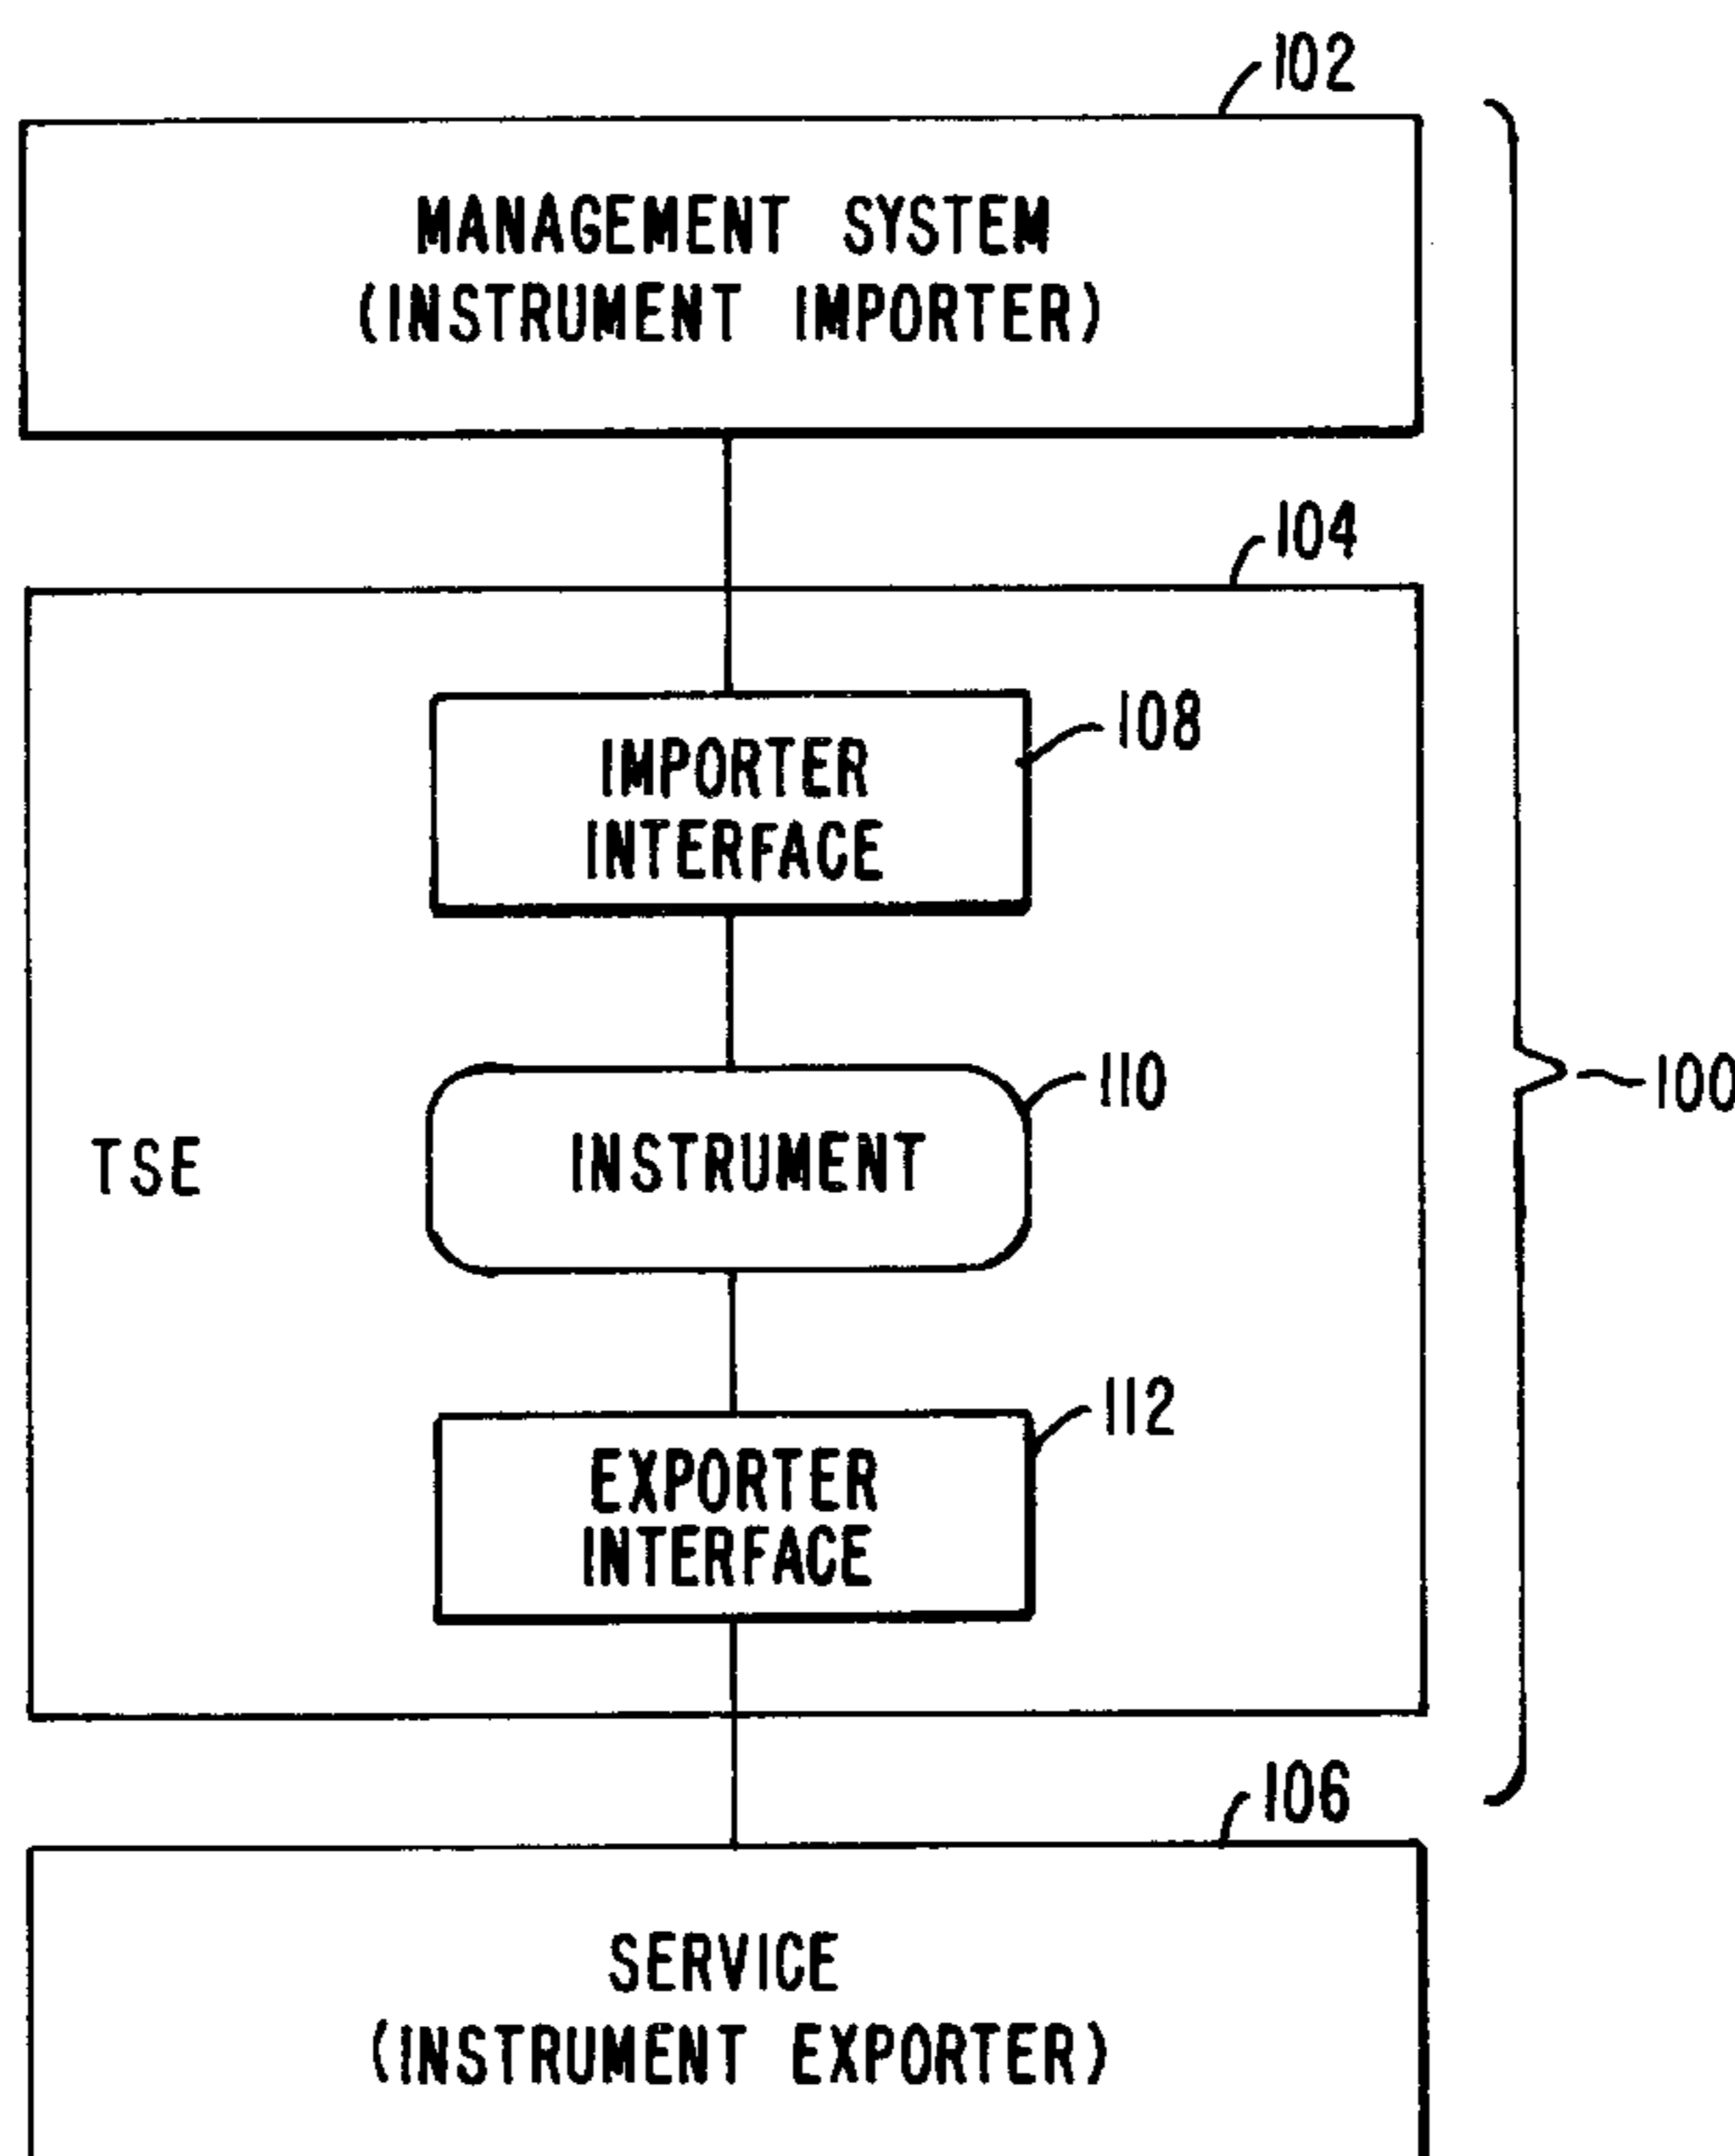 102
MANAGEMENT SYSTEM
(INSTRUMENT IMPORTER)
104
108
IMPORTER
INTERFACE
110
100
TSE
INSTRUMENT
112
EXPORTER
INTERFACE
106
SERVICE
(INSTRUMENT EXPORTER)